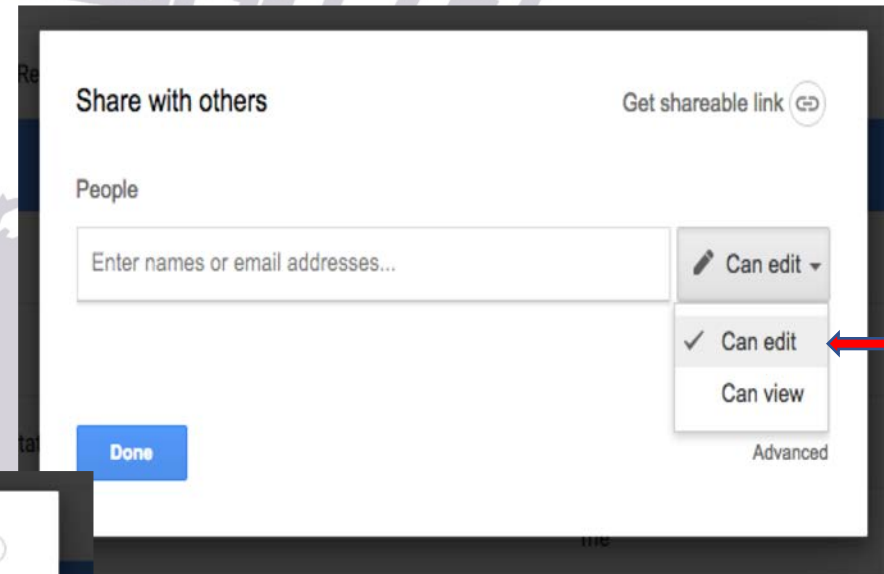 Share with others
Get shareable link
People
Enter names or email addresses...
Can edit
Can edit
Can view
Done
Advanced
me